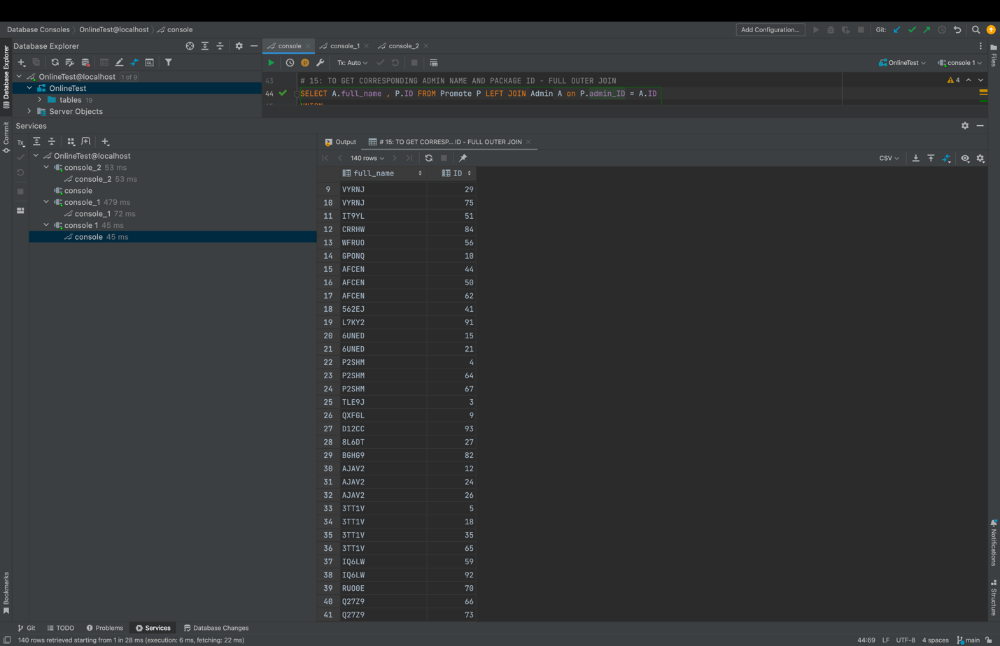 Database Consoles OnlineTest@localhost console Add Configuration... Git:
Database Explorer console console_1 console_2
Tx: Auto OnlineTest console 1
OnlineTest@localhost 1 of 9
OnlineTest
tables 19
Server Objects
43 # 15: TO GET CORRESPONDING ADMIN NAME AND PACKAGE ID - FULL OUTER JOIN
44 SELECT A.full_name , P.ID FROM Promote P LEFT JOIN Admin A on P.admin_ID = A.ID
4
Services
Tx
OnlineTest@localhost
console_2 53 ms
console_2 53 ms
console
console_1 479 ms
console_1 72 ms
console 1 45 ms
console 45 ms
Output # 15: TO GET CORRESP... ID - FULL OUTER JOIN
140 rows CSV
full_name ID
9 VYRNJ 29
10 VYRNJ 75
11 IT9YL 51
12 CRRHW 84
13 WFRUO 56
14 GPONQ 10
15 AFCEN 44
16 AFCEN 50
17 AFCEN 62
18 562EJ 41
19 L7KY2 91
20 6UNED 15
21 6UNED 21
22 P2SHM 4
23 P2SHM 64
24 P2SHM 67
25 TLE9J 3
26 QXFGL 9
27 D12CC 93
28 8L6DT 27
29 BGHG9 82
30 AJAV2 12
31 AJAV2 24
32 AJAV2 26
33 3TT1V 5
34 3TT1V 18
35 3TT1V 35
36 3TT1V 65
37 IQ6LW 59
38 IQ6LW 92
39 RUO0E 70
40 Q27Z9 66
41 Q27Z9 73
Database Explorer
Commit
Bookmarks
Files
Notifications
Structure
Git TODO Problems Services Database Changes
140 rows retrieved starting from 1 in 28 ms (execution: 6 ms, fetching: 22 ms) 44:69 LF UTF-8 4 spaces main